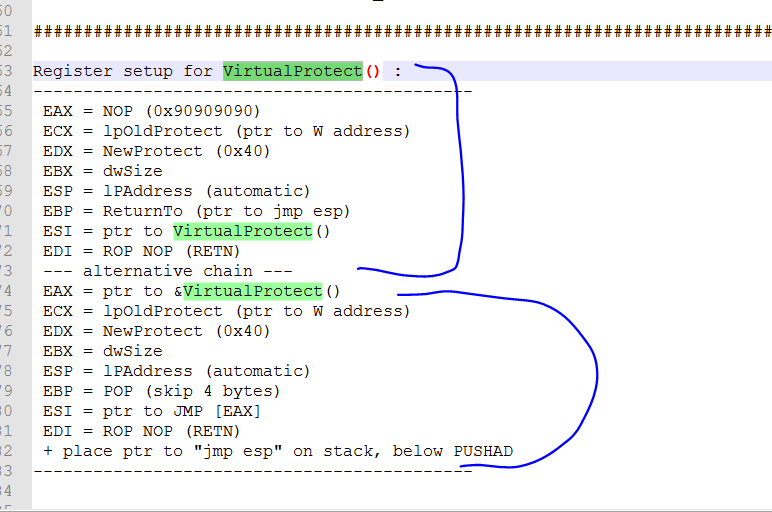 50
51 ##########################################################################
52
53 Register setup for VirtualProtect() :
54 --------------------------------------------
55 EAX = NOP (0x90909090)
56 ECX = lpOldProtect (ptr to W address)
57 EDX = NewProtect (0x40)
58 EBX = dwSize
59 ESP = lPAddress (automatic)
70 EBP = ReturnTo (ptr to jmp esp)
71 ESI = ptr to VirtualProtect()
72 EDI = ROP NOP (RETN)
73 --- alternative chain ---
74 EAX = ptr to &VirtualProtect()
75 ECX = lpOldProtect (ptr to W address)
76 EDX = NewProtect (0x40)
77 EBX = dwSize
78 ESP = lPAddress (automatic)
79 EBP = POP (skip 4 bytes)
80 ESI = ptr to JMP [EAX]
81 EDI = ROP NOP (RETN)
82 + place ptr to "jmp esp" on stack, below PUSHAD
83 --------------------------------------------
84